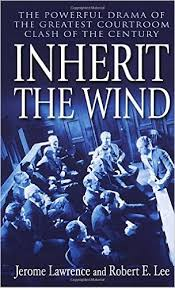 THE POWERFUL DRAMA OF
THE GREATEST COURTROOM
CLASH OF THE CENTURY
INHERIT
THE WIND
Jerome Lawrence and Robert E. Lee